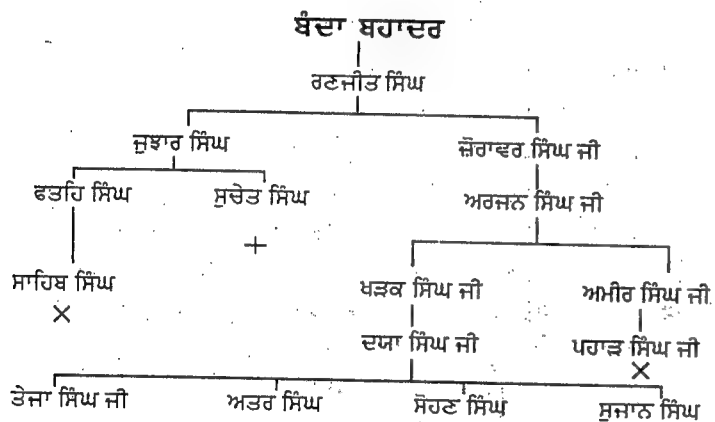 ਬੰਦਾ ਬਹਾਦਰ
ਰਣਜੀਤ ਸਿੰਘ
ਜੁਝਾਰ ਸਿੰਘ
ਜ਼ੋਰਾਵਰ ਸਿੰਘ ਜੀ
ਫਤਹਿ ਸਿੰਘ
ਸੁਚੇਤ ਸਿੰਘ
ਅਰਜਨ ਸਿੰਘ ਜੀ
ਸਾਹਿਬ ਸਿੰਘ
ਖੜਕ ਸਿੰਘ ਜੀ
ਅਮੀਰ ਸਿੰਘ ਜੀ
ਦਯਾ ਸਿੰਘ ਜੀ
ਪਹਾੜ ਸਿੰਘ ਜੀ
ਤੇਜਾ ਸਿੰਘ ਜੀ
ਅਤਰ ਸਿੰਘ
ਸੋਹਣ ਸਿੰਘ
ਸੁਜਾਨ ਸਿੰਘ